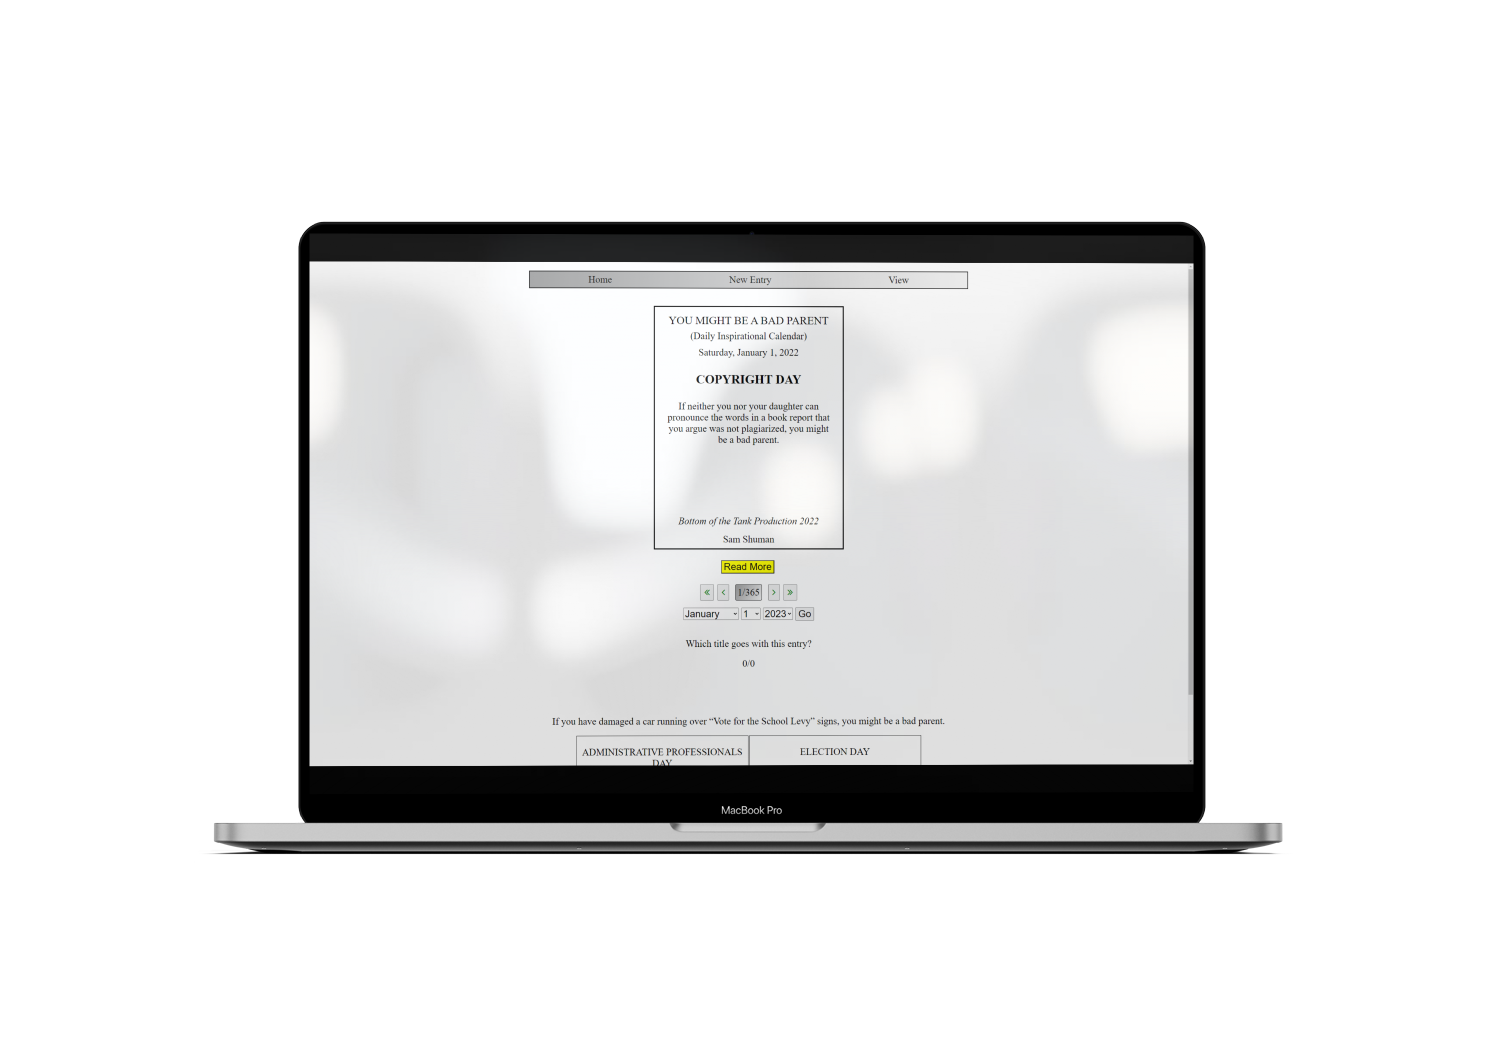 Home New Entry View
YOU MIGHT BE A BAD PARENT
(Daily Inspirational Calendar)
Saturday, January 1, 2022
COPYRIGHT DAY
If neither you nor your daughter can
pronounce the words in a book report that
you argue was not plagiarized, you might
be a bad parent.
Bottom of the Tank Production 2022
Sam Shuman
Read More
« ‹ 1/365 › »
January 1 2023 Go
Which title goes with this entry?
0/0
If you have damaged a car running over “Vote for the School Levy” signs, you might be a bad parent.
ADMINISTRATIVE PROFESSIONALS ELECTION DAY
DAY
MacBook Pro